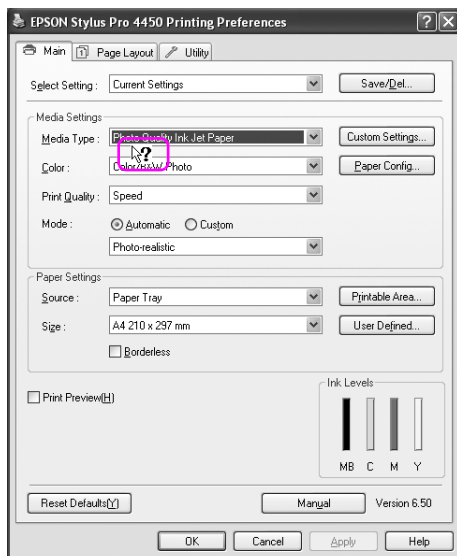 EPSON Stylus Pro 4450 Printing Preferences ? X
Main 1 Page Layout Utility
Select Setting : Current Settings Save/Del...
Media Settings
Media Type : Photo Quality Ink Jet Paper Custom Settings...
?
Color : Color/B&W Photo Paper Config...
Print Quality : Speed
Mode : Automatic Custom
Photo-realistic
Paper Settings
Source : Paper Tray Printable Area...
Size : A4 210 x 297 mm User Defined...
Borderless
Print Preview(H)
Ink Levels
MB C M Y
Reset Defaults(Y) Manual Version 6.50
OK Cancel Apply Help